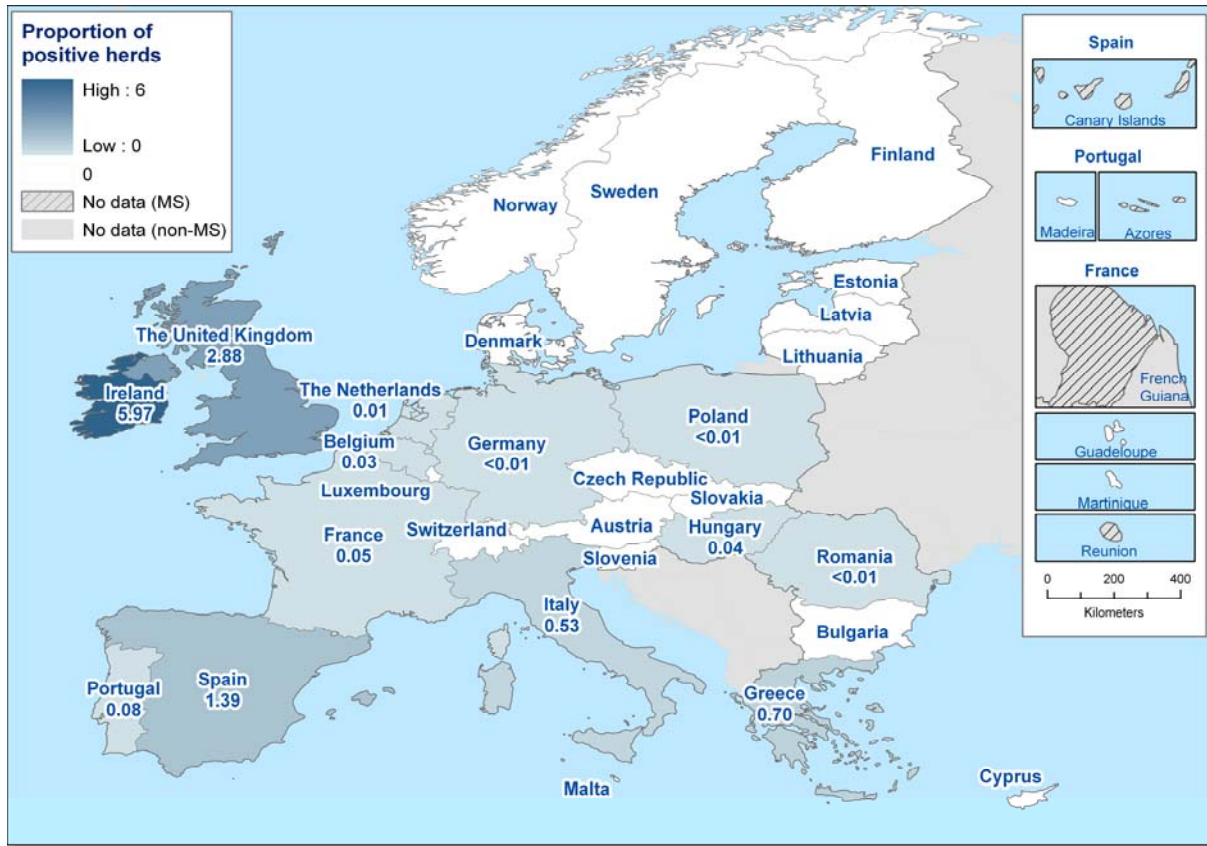 Proportion of
positive herds
High : 6
Low : 0
0
No data (MS)
No data (non-MS)
Finland
Sweden
Norway
Estonia
Latvia
Lithuania
Denmark
The United Kingdom
2.88
Ireland
5.97
The Netherlands
0.01
Belgium
0.03
Germany
<0.01
Poland
<0.01
Luxembourg
Czech Republic
Slovakia
France
0.05
Switzerland
Austria
Hungary
0.04
Slovenia
Romania
<0.01
Italy
0.53
Bulgaria
Portugal
0.08
Spain
1.39
Greece
0.70
Malta
Cyprus
Spain
Canary Islands
Portugal
Madeira
Azores
France
French
Guiana
Guadeloupe
Martinique
Reunion
0 200 400
Kilometers